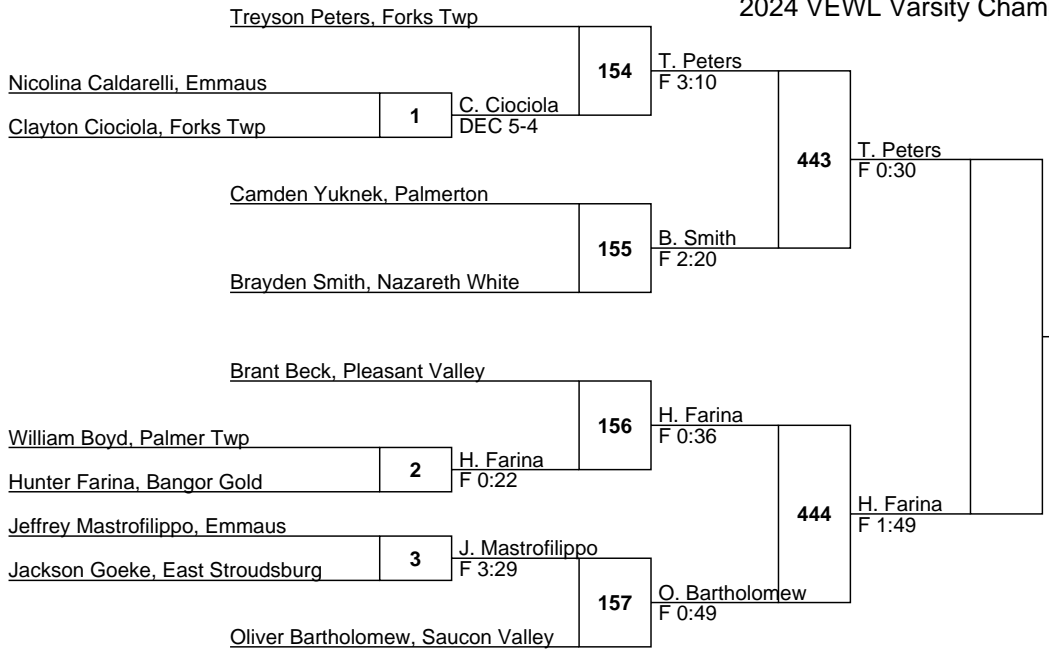 2024 VEWL Varsity Cham
Treyson Peters, Forks Twp
154
T. Peters
F 3:10
Nicolina Caldarelli, Emmaus
1
C. Ciociola
DEC 5-4
Clayton Ciociola, Forks Twp
443
T. Peters
F 0:30
Camden Yuknek, Palmerton
155
B. Smith
F 2:20
Brayden Smith, Nazareth White
Brant Beck, Pleasant Valley
156
H. Farina
F 0:36
William Boyd, Palmer Twp
2
H. Farina
F 0:22
Hunter Farina, Bangor Gold
444
H. Farina
F 1:49
Jeffrey Mastrofilippo, Emmaus
3
J. Mastrofilippo
F 3:29
Jackson Goeke, East Stroudsburg
157
O. Bartholomew
F 0:49
Oliver Bartholomew, Saucon Valley